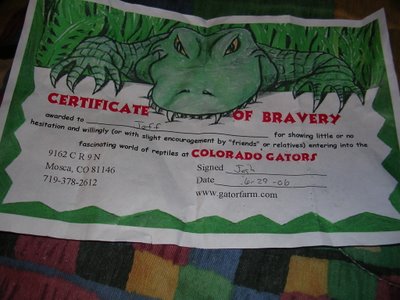 CERTIFICATE OF BRAVERY
awarded to Jeff for showing little or no
hesitation and willingly (or with slight encouragement by "friends" or relatives) entering into the
fascinating world of reptiles at COLORADO GATORS
9162 C R 9 N
Mosca, CO 81146
719-378-2612
Signed Josh
Date 6-29-06
www.gatorfarm.com